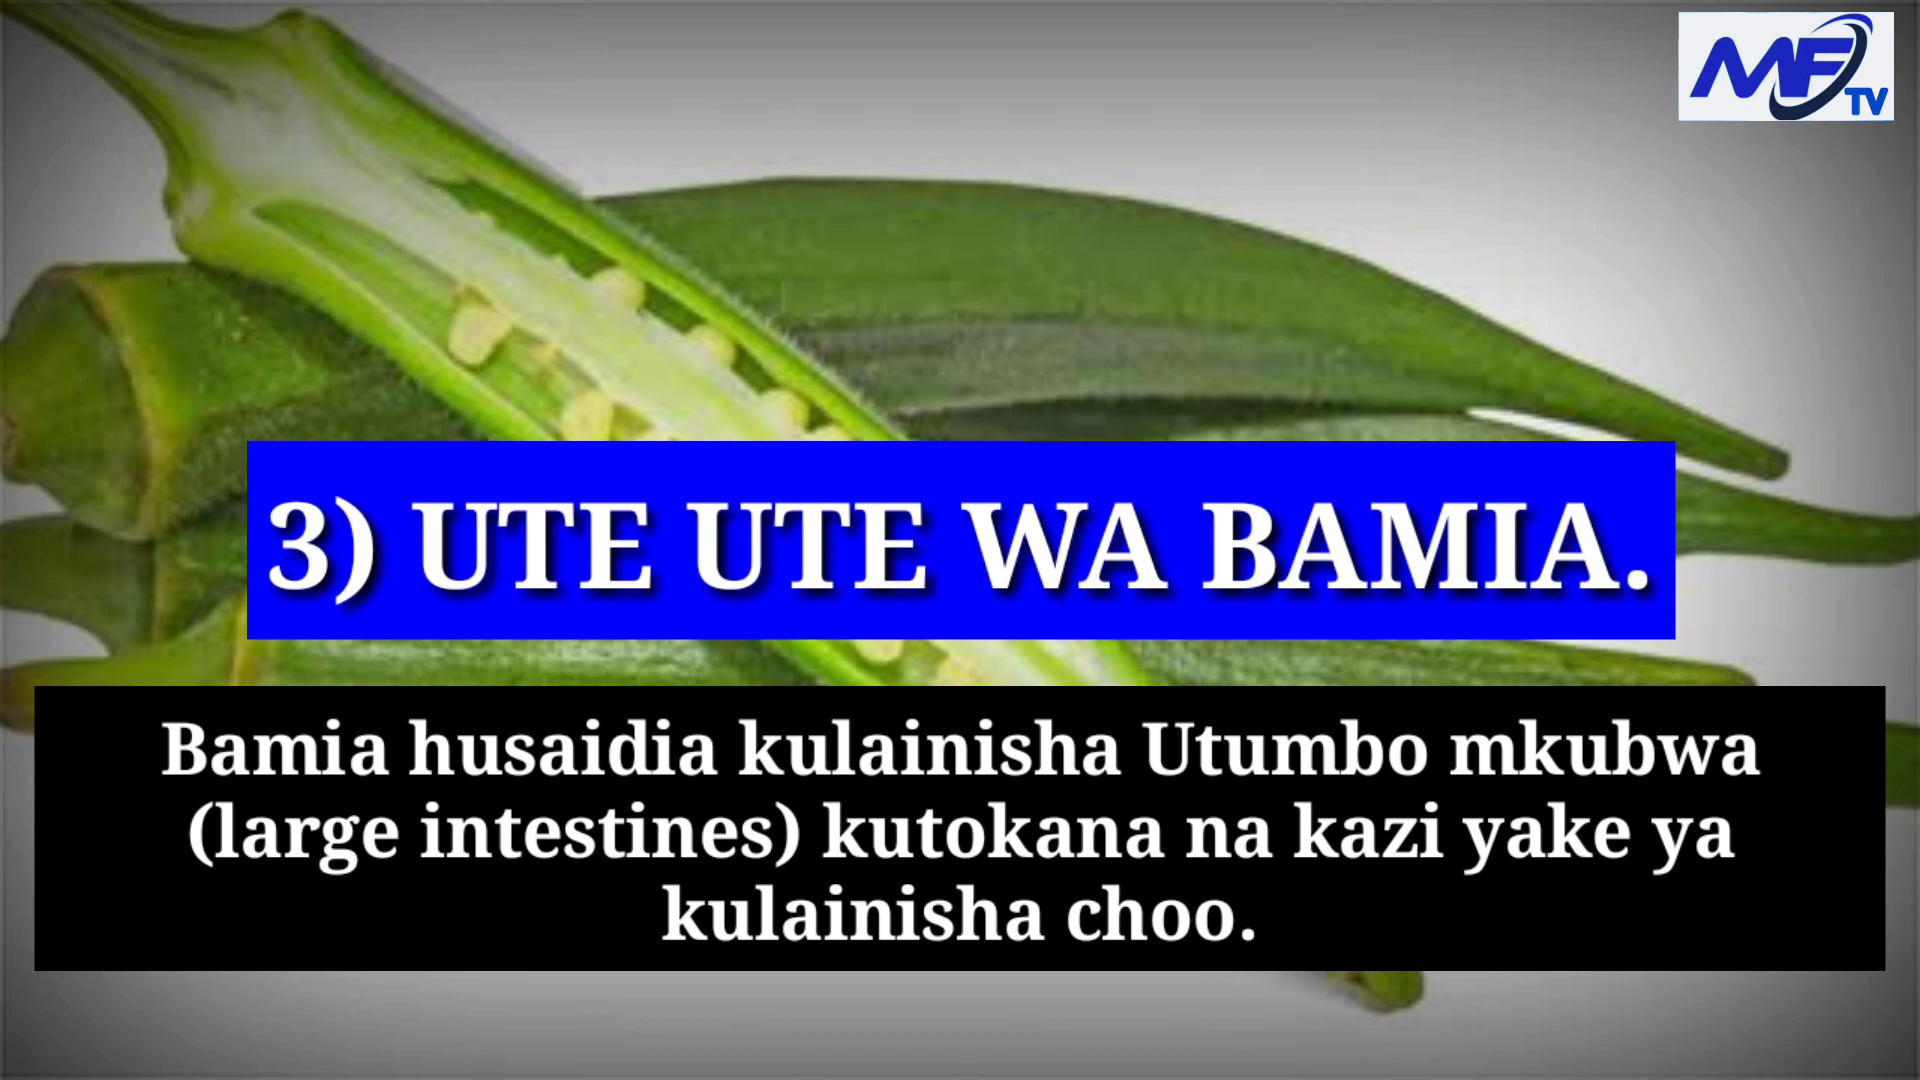 MF TV
3) UTE UTE WA BAMIA.
Bamia husaidia kulainisha Utumbo mkubwa
(large intestines) kutokana na kazi yake ya
kulainisha choo.